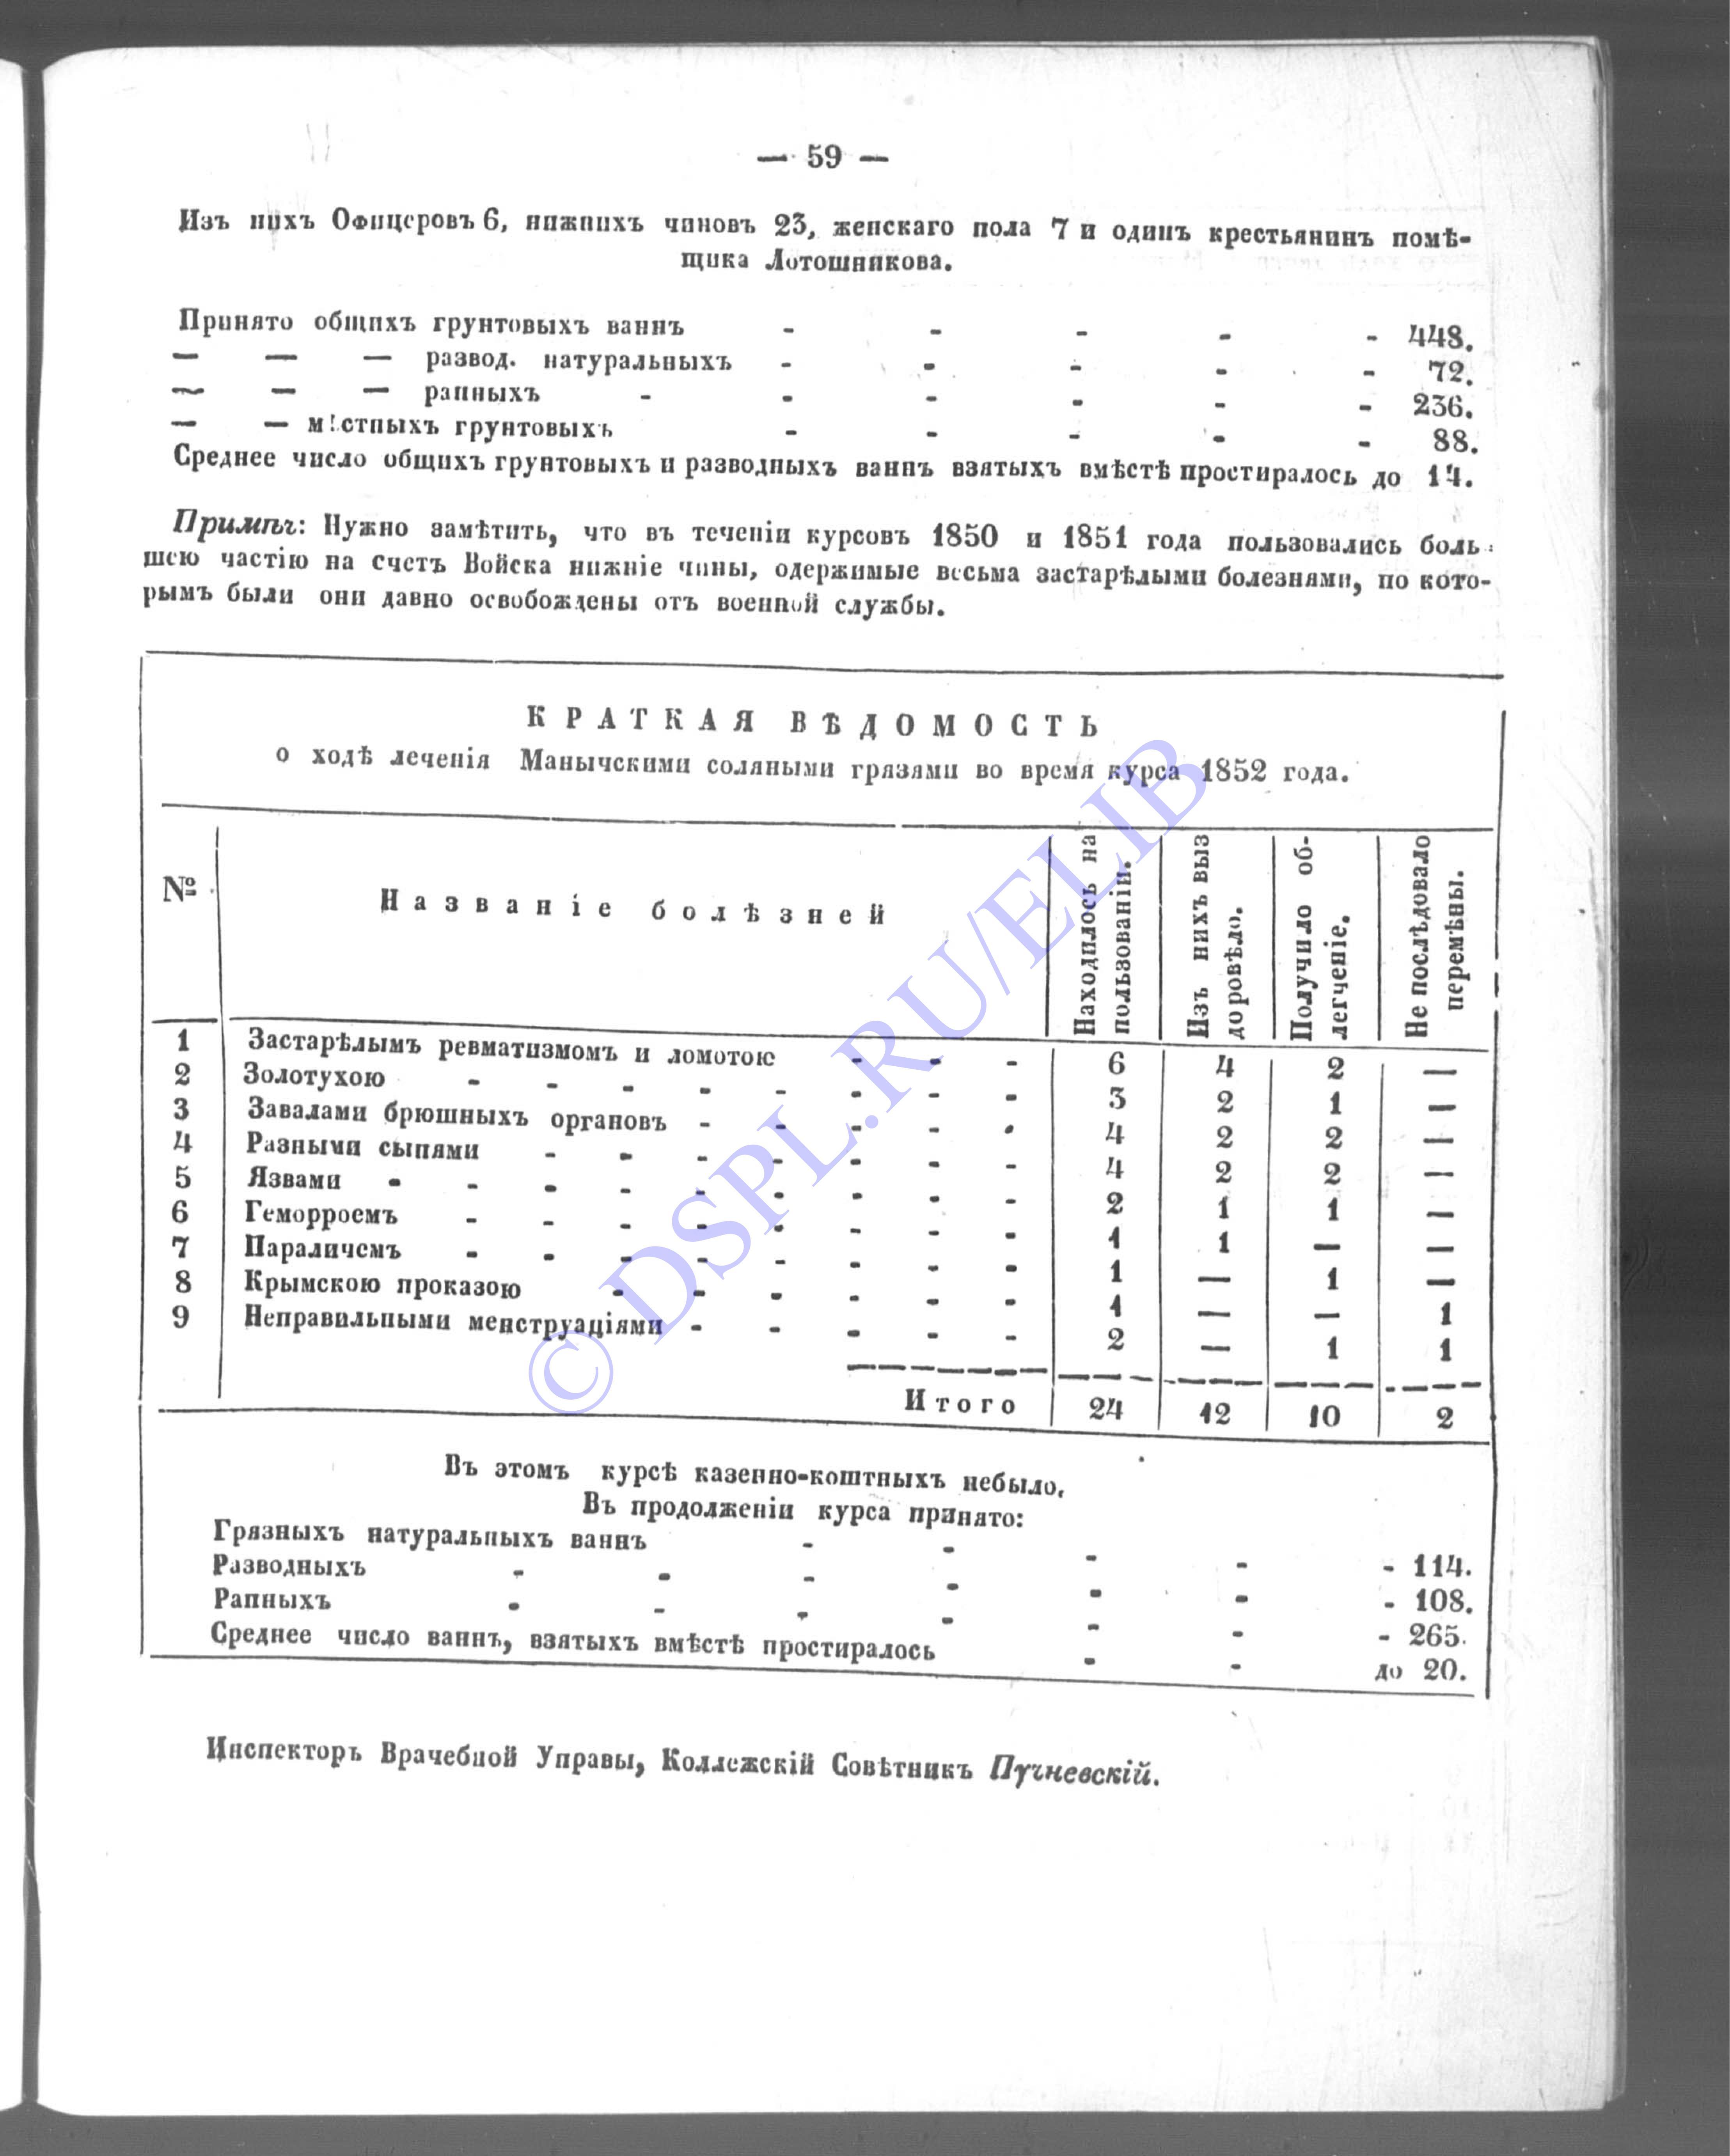 — 59 —
Изъ нихъ Офицеровъ 6, нижнихъ чиновъ 23, женскаго пола 7 и одинъ крестьянинъ помѣ-
щика Лотошникова.
Принято общихъ грунтовыхъ ваннъ - - - - - 448.
— — — развод. натуральныхъ - - - - - 72.
— — — рапныхъ - - - - - - 236.
— — мѣстныхъ грунтовыхъ - - - - - 88.
Среднее число общихъ грунтовыхъ и разводныхъ ваннъ взятыхъ вмѣстѣ простиралось до 14.
Примѣч: Нужно замѣтить, что въ теченіи курсовъ 1850 и 1851 года пользовались боль-
шею частію на счетъ Войска нижніе чины, одержимые весьма застарѣлыми болезнями, по кото-
рымъ были они давно освобождены отъ военной службы.
КРАТКАЯ ВѢДОМОСТЬ
о ходѣ леченія Манычскими соляными грязями во время курса 1852 года.
№ Названіе болѣзней Находилось на пользованіи. Изъ нихъ выздоровѣло. Получило об-легченіе. Не послѣдовало перемѣны.
1 Застарѣлымъ ревматизмомъ и ломотою - - - 6 4 2 —
2 Золотухою - - - - - - - - 3 2 1 —
3 Завалами брюшныхъ органовъ - - - - - 4 2 2 —
4 Разными сыпями - - - - - - - 4 2 2 —
5 Язвами - - - - - - - - - 2 1 1 —
6 Геморроемъ - - - - - - - - 1 1 — —
7 Параличемъ - - - - - - - - 1 — 1 —
8 Крымскою проказою - - - - - - 1 — — 1
9 Неправильными менструаціями - - - - - 2 — 1 1
Итого 24 12 10 2
Въ этомъ курсѣ казенно-коштныхъ небыло.
Въ продолженіи курса принято:
Грязныхъ натуральныхъ ваннъ - - - - - 114.
Разводныхъ - - - - - - - 108.
Рапныхъ - - - - - - - 265.
Среднее число ваннъ, взятыхъ вмѣстѣ простиралось - - до 20.
Инспекторъ Врачебной Управы, Коллежскій Совѣтникъ Пучневскій.
© DSPL.RU/ELIB